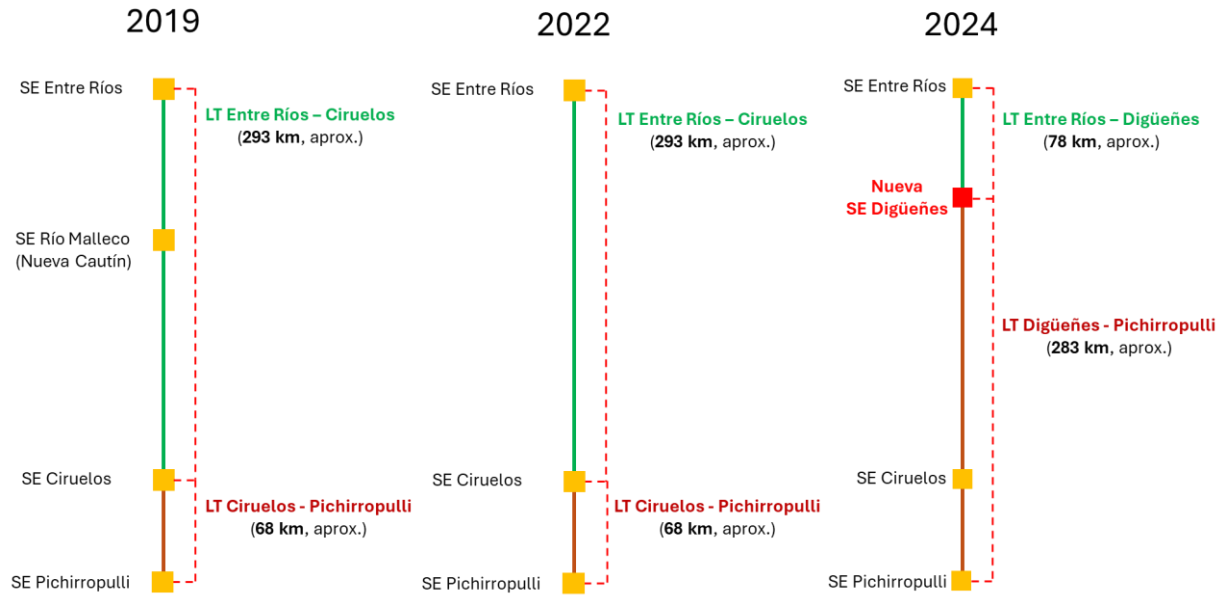 2019
SE Entre Ríos
LT Entre Ríos – Ciruelos
(293 km, aprox.)
SE Río Malleco
(Nueva Cautín)
SE Ciruelos
LT Ciruelos - Pichirropulli
(68 km, aprox.)
SE Pichirropulli
2022
SE Entre Ríos
LT Entre Ríos – Ciruelos
(293 km, aprox.)
SE Ciruelos
LT Ciruelos - Pichirropulli
(68 km, aprox.)
SE Pichirropulli
2024
SE Entre Ríos
LT Entre Ríos – Digüeñes
(78 km, aprox.)
Nueva
SE Digüeñes
LT Digüeñes - Pichirropulli
(283 km, aprox.)
SE Ciruelos
SE Pichirropulli